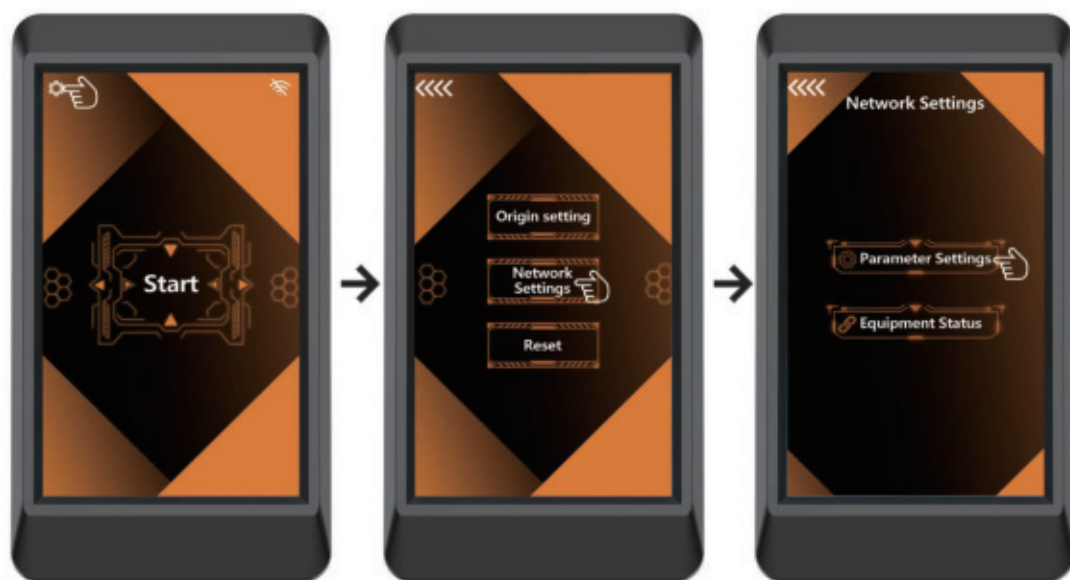 Start
Origin setting
Network
Settings
Reset
Network Settings
Parameter Settings
Equipment Status